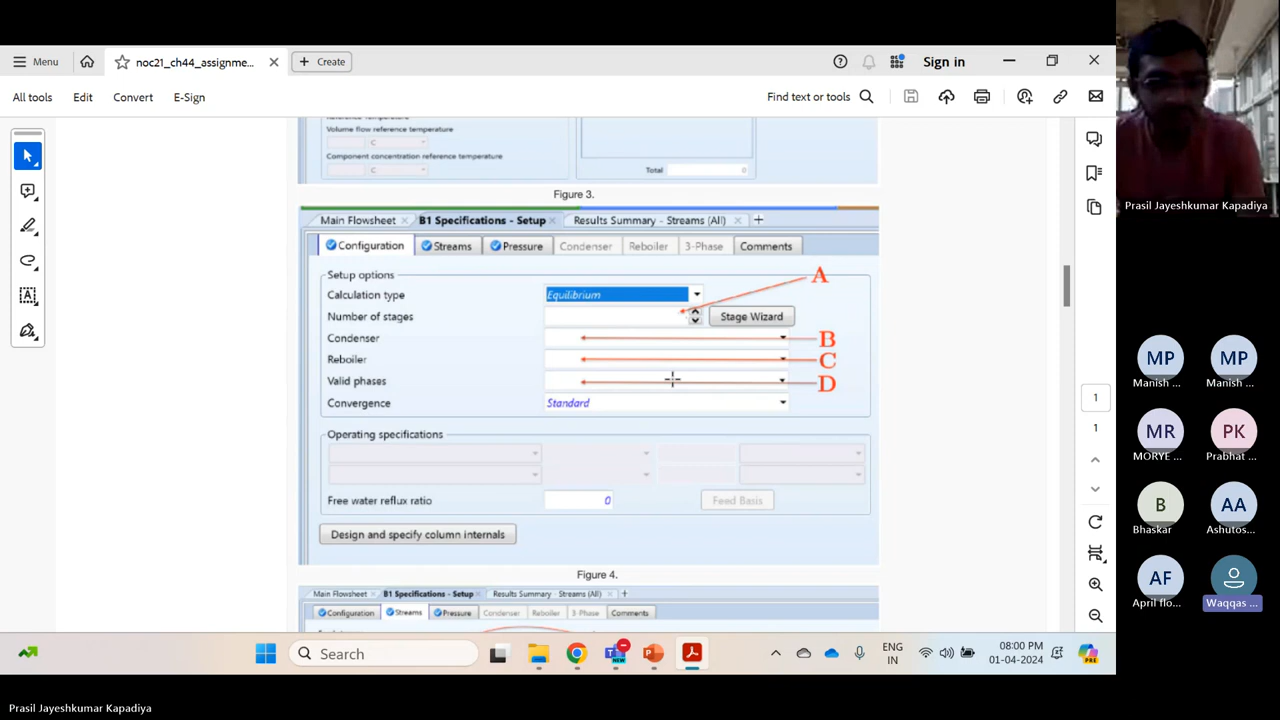 Menu
noc21_ch44_assignme...
Create
Sign in
All tools
Edit
Convert
E-Sign
Find text or tools
Volume flow reference temperature
C
Component concentration reference temperature
C
Total
0
Figure 3.
Main Flowsheet
B1 Specifications - Setup
Results Summary - Streams (All)
Configuration
Streams
Pressure
Condenser
Reboiler
3-Phase
Comments
Setup options
A
Calculation type
Equilibrium
Number of stages
Stage Wizard
Condenser
B
Reboiler
C
Valid phases
D
Convergence
Standard
Operating specifications
Free water reflux ratio
0
Feed Basis
Design and specify column internals
Figure 4.
Main Flowsheet
B1 Specifications - Setup
Results Summary - Streams (All)
Configuration
Streams
Pressure
Condenser
Reboiler
3-Phase
Comments
1
1
Search
NEW
ENG
IN
08:00 PM
01-04-2024
PRE
Prasil Jayeshkumar Kapadiya
MP
Manish ...
MP
Manish ...
MR
MORYE ...
PK
Prabhat ...
B
Bhaskar
AA
Ashutos...
AF
April flo...
Waqqas ...
Prasil Jayeshkumar Kapadiya